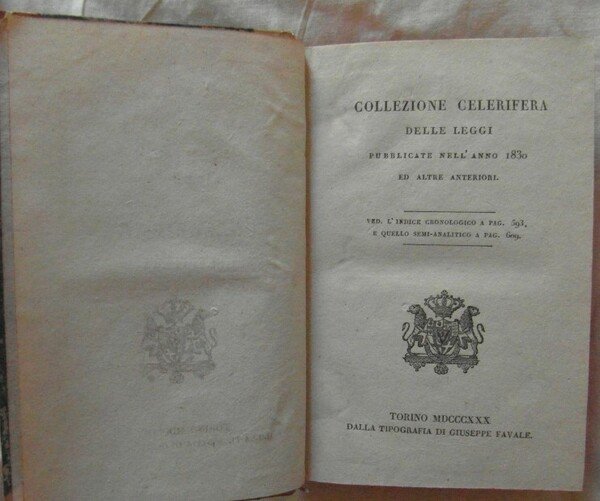 COLLEZIONE CELERIFERA
DELLE LEGGI
PUBBLICATE NELL'ANNO 1830
ED ALTRE ANTERIORI.
VED. L'INDICE CRONOLOGICO A PAG. 593,
E QUELLO SEMI-ANALITICO A PAG. 609.
TORINO MDCCCXXX
DALLA TIPOGRAFIA DI GIUSEPPE FAVALE.